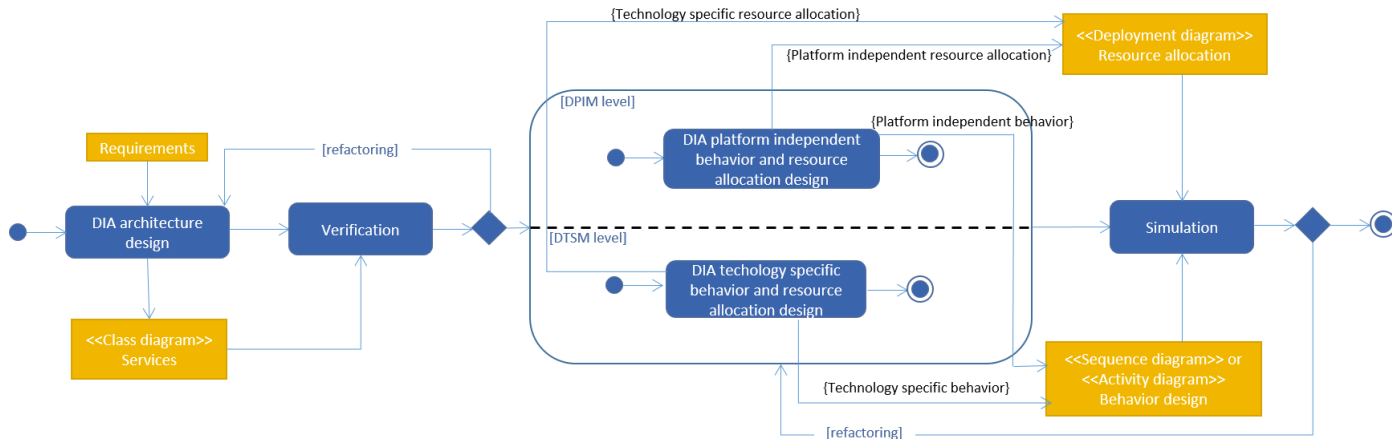 {Technology specific resource allocation}
<<Deployment diagram>>
Resource allocation
{Platform independent resource allocation}
[DPIM level]
{Platform independent behavior}
Requirements
[refactoring]
DIA platform independent
behavior and resource
allocation design
DIA architecture
design
Verification
[DTSM level]
Simulation
DIA techology specific
behavior and resource
allocation design
<<Class diagram>>
Services
<<Sequence diagram>> or
<<Activity diagram>>
Behavior design
{Technology specific behavior}
[refactoring]